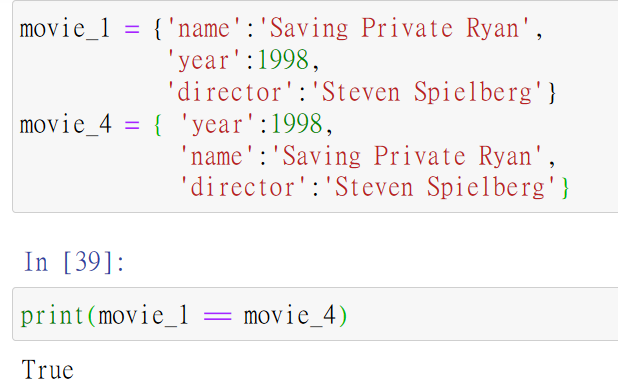 movie_1 = {'name':'Saving Private Ryan',
'year':1998,
'director':'Steven Spielberg'}
movie_4 = { 'year':1998,
'name':'Saving Private Ryan',
'director':'Steven Spielberg'}
In [39]:
print(movie_1 == movie_4)
True